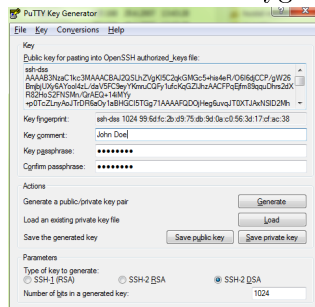 PuTTY Key Generator
File Key Conversions Help
Key
Public key for pasting into OpenSSH authorized_keys file:
ssh-dss
+p0TcZLnyAoJTrDR6aOy1aBHGCI5TGg71AAAAFQDOjHeg6uvqJT0XTJAxNSID2Mh
Key fingerprint: ssh-dss 1024 99:6d:fc:2b:d9:75:db:9d:0a:c0:56:3d:17:cf:ac:38
Key comment: John Doe
Key passphrase: ••••••••
Confirm passphrase: ••••••••
Actions
Generate a public/private key pair Generate
Load an existing private key file Load
Save the generated key Save public key Save private key
Parameters
Type of key to generate:
SSH-1 (RSA) SSH-2 RSA SSH-2 DSA
Number of bits in a generated key: 1024